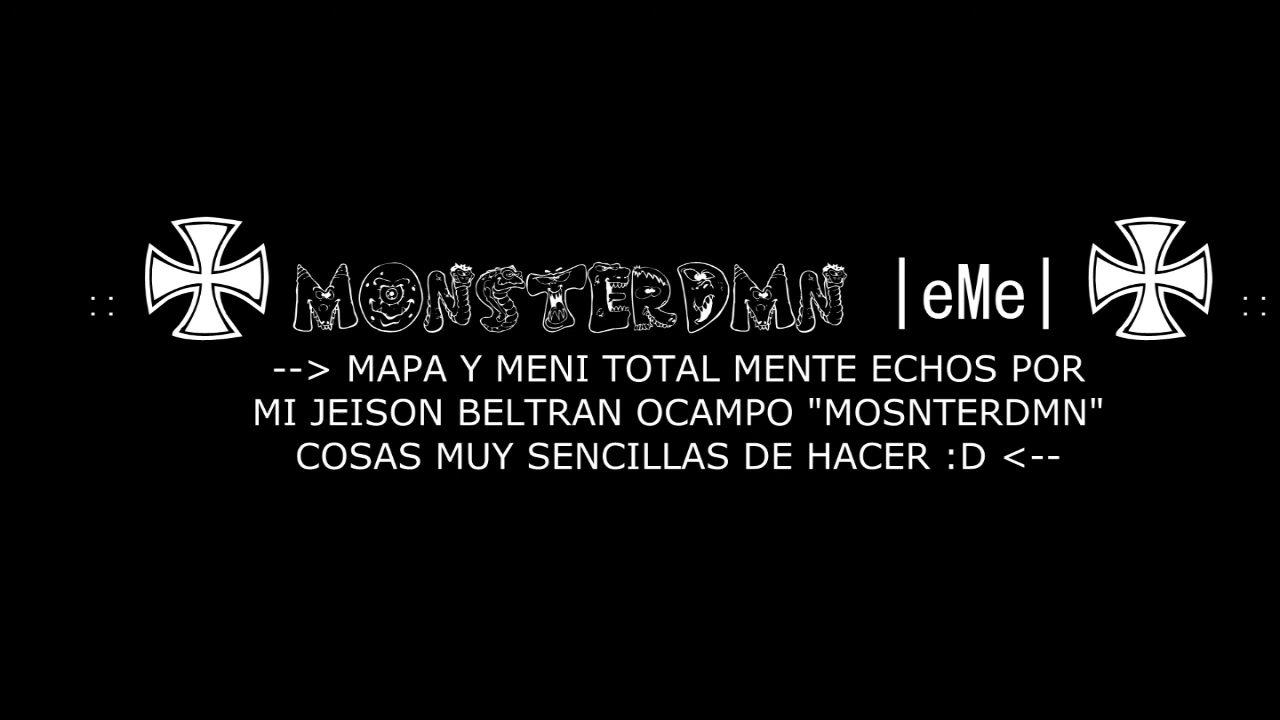 : : MONSTERDMN |eMe| : :
--> MAPA Y MENI TOTAL MENTE ECHOS POR
MI JEISON BELTRAN OCAMPO "MOSNTERDMN"
COSAS MUY SENCILLAS DE HACER :D <--